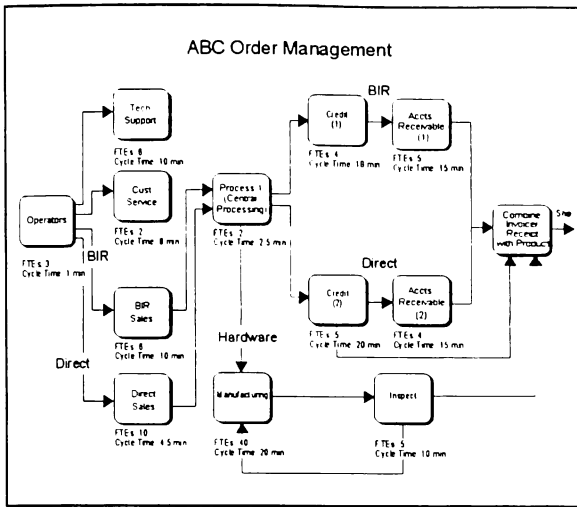 ABC Order Management
BIR
Tech
Support
FTEs 6
Cycle Time: 10 min
Credit
(1)
FTEs 4
Cycle Time 18 min
Accts
Receivable
(1)
FTEs 5
Cycle Time: 15 min
Operators
FTEs 3
Cycle Time 1 min
Cust
Service
FTEs 2
Cycle Time 8 min
Process 1
(Central
Processing)
FTEs 2
Cycle Time 2.5 min
Combine
Invoice/
Receipt
with Product
Ship
BIR
BIR
Sales
FTEs 6
Cycle Time 10 min
Direct
Credit
(2)
FTEs 5
Cycle Time 20 min
Accts
Receivable
(2)
FTEs 4
Cycle Time 15 min
Hardware
Direct
Direct
Sales
FTEs 10
Cycle Time 4.5 min
Manufacturing
FTEs 40
Cycle Time: 20 min
Inspect
FTEs 5
Cycle Time 10 min